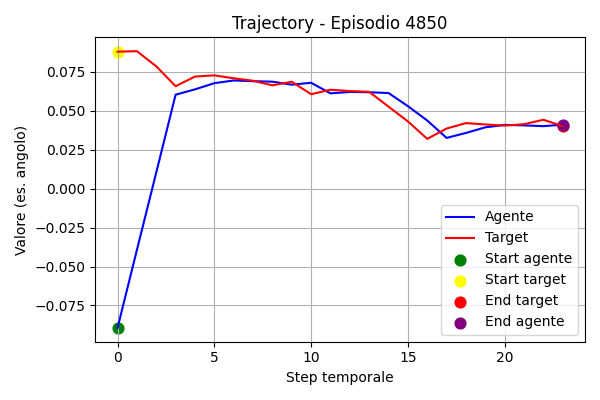 Trajectory - Episodio 4850
Valore (es. angolo)
0.075
0.050
0.025
0.000
−0.025
−0.050
−0.075
0 5 10 15 20
Step temporale
Agente
Target
Start agente
Start target
End target
End agente